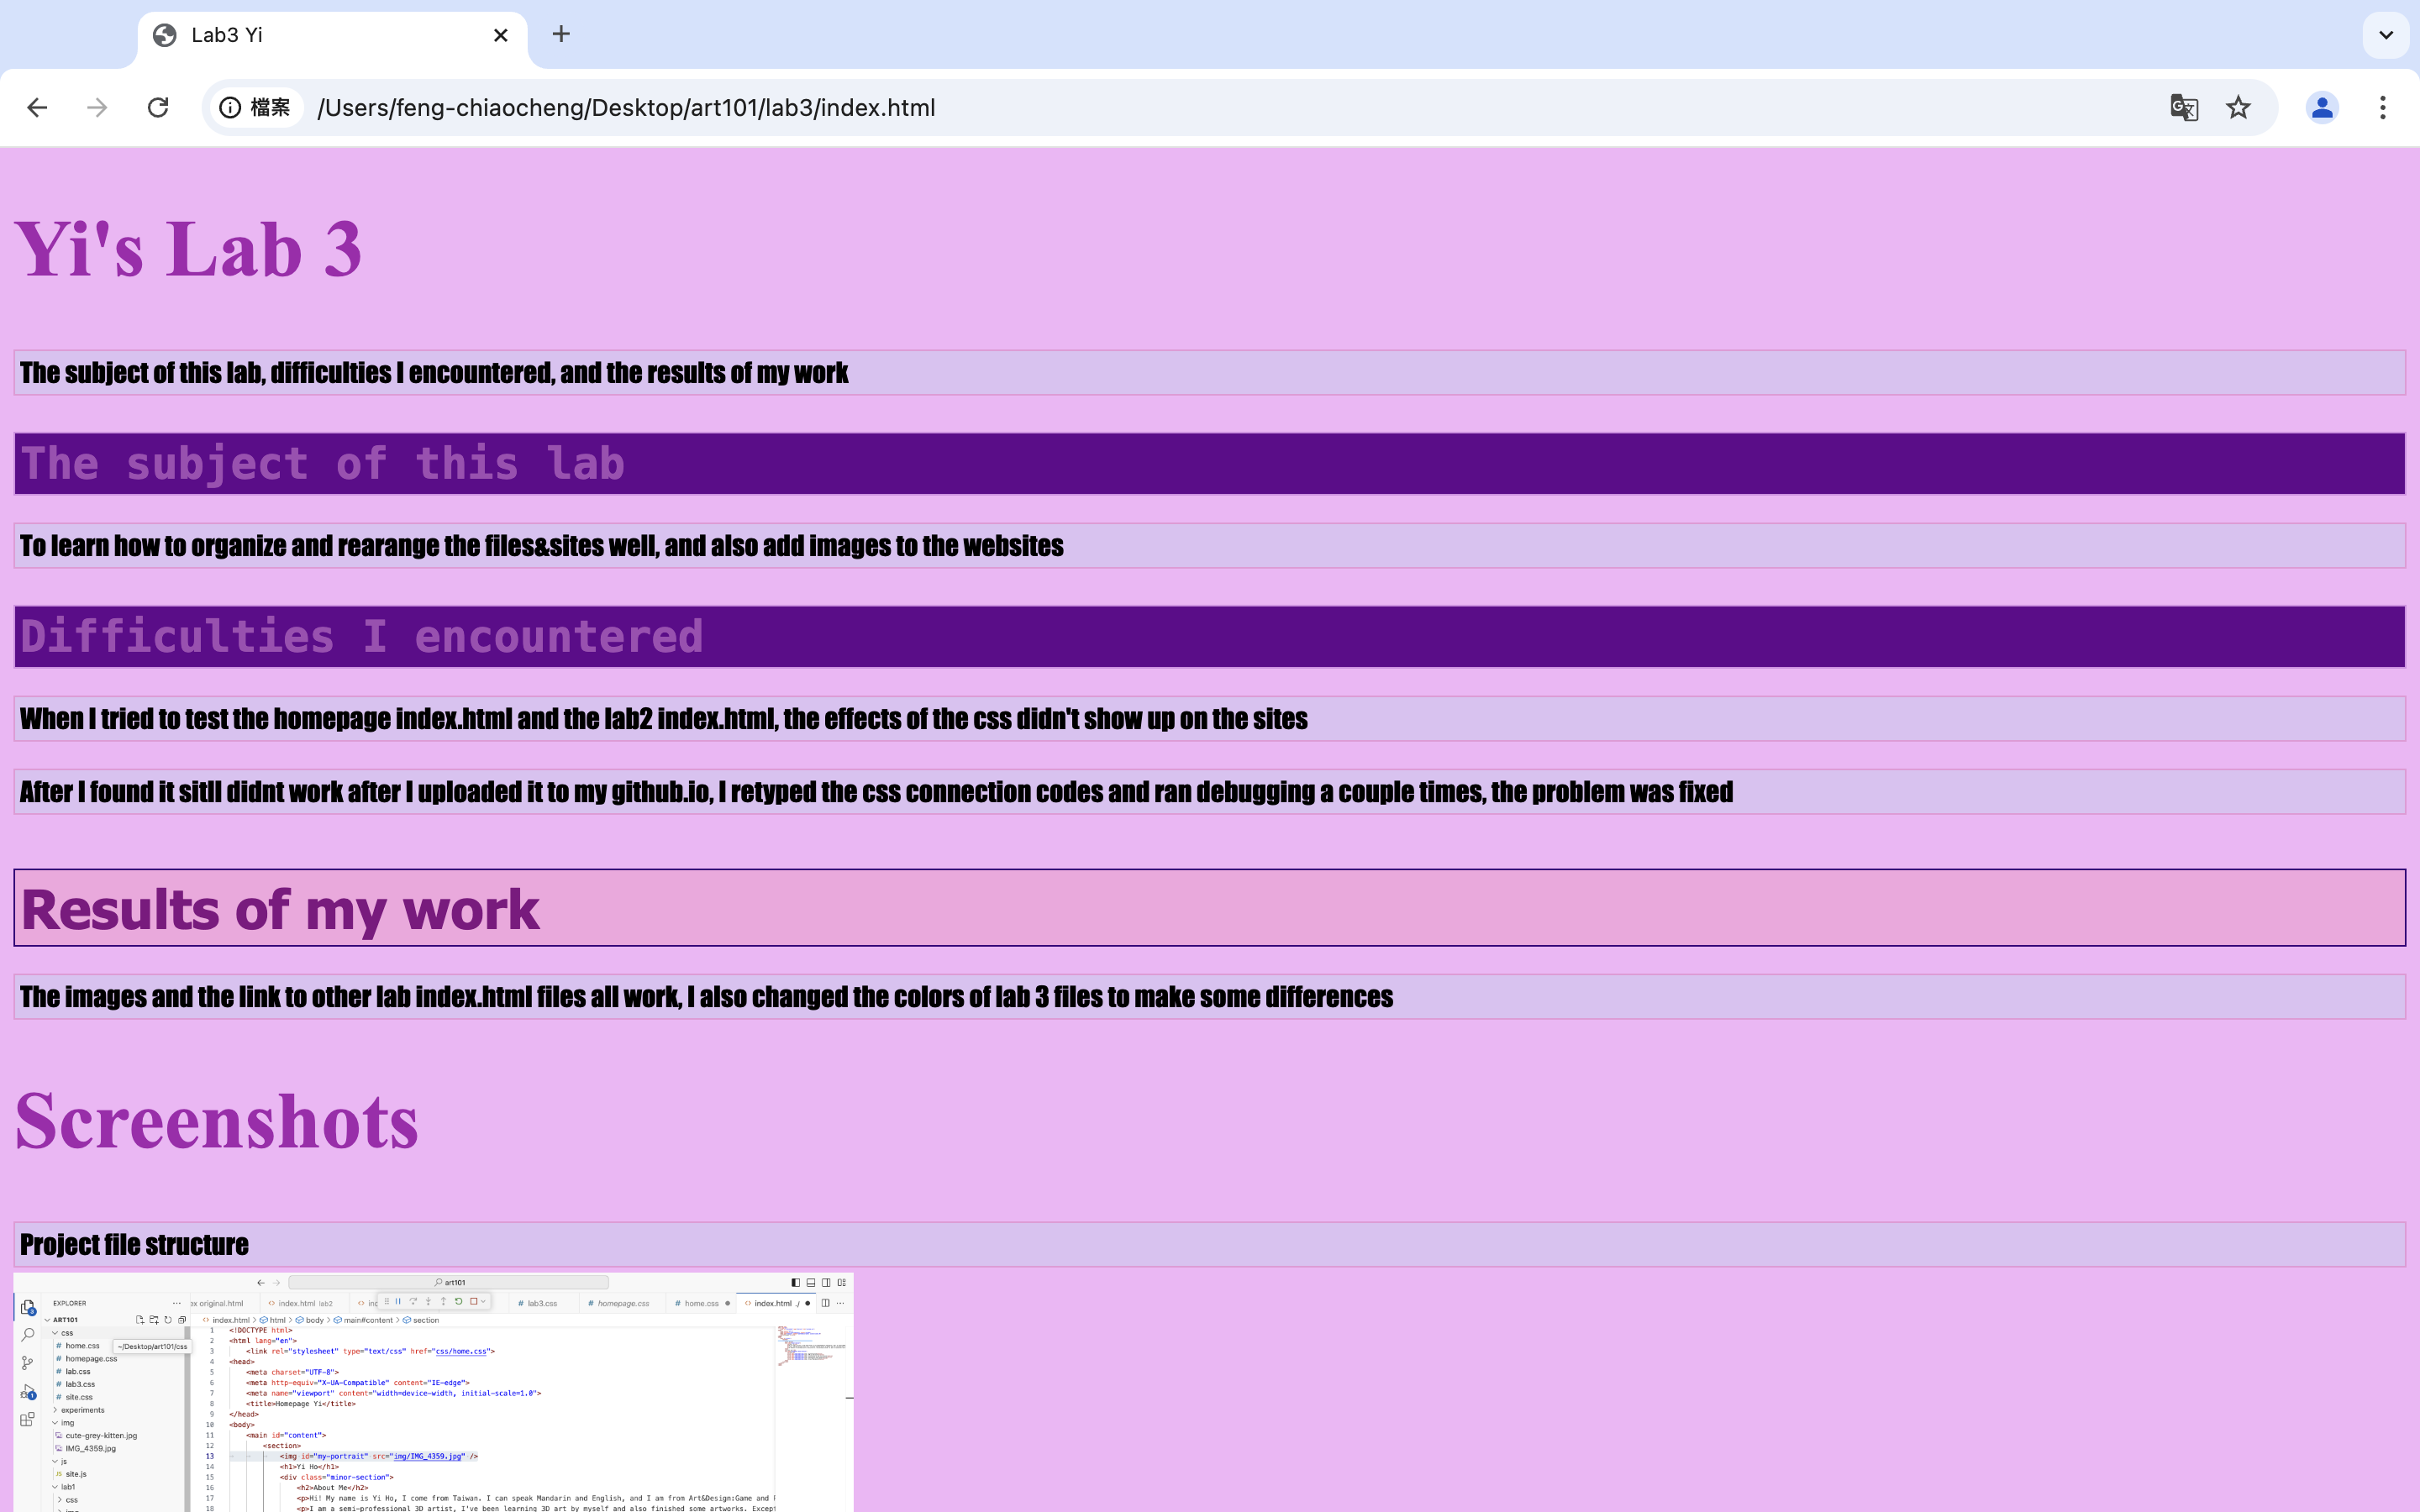 Lab3 Yi
檔案 /Users/feng-chiaocheng/Desktop/art101/lab3/index.html
Yi's Lab 3
The subject of this lab, difficulties I encountered, and the results of my work
The subject of this lab
To learn how to organize and rearange the files&sites well, and also add images to the websites
Difficulties I encountered
When I tried to test the homepage index.html and the lab2 index.html, the effects of the css didn't show up on the sites
After I found it sitll didnt work after I uploaded it to my github.io, I retyped the css connection codes and ran debugging a couple times, the problem was fixed
Results of my work
The images and the link to other lab index.html files all work, I also changed the colors of lab 3 files to make some differences
Screenshots
Project file structure
art101
EXPLORER
ex original.html
index.html lab2
lab3.css
homepage.css
home.css
index.html ./
ART101
index.html > html > body > main#content > section
css
home.css
~/Desktop/art101/css
homepage.css
lab.css
lab3.css
site.css
experiments
img
cute-grey-kitten.jpg
IMG_4359.jpg
js
JS site.js
lab1
css
1 <!DOCTYPE html>
2 <html lang="en">
3 <link rel="stylesheet" type="text/css" href="css/home.css">
4 <head>
5 <meta charset="UTF-8">
6 <meta http-equiv="X-UA-Compatible" content="IE-edge">
7 <meta name="viewport" content="width=device-width, initial-scale=1.0">
8 <title>Homepage Yi</title>
9 </head>
10 <body>
11 <main id="content">
12 <section>
13 <img id="my-portrait" src="img/IMG_4359.jpg" />
14 <h1>Yi Ho</h1>
15 <div class="minor-section">
16 <h2>About Me</h2>
17 <p>Hi! My name is Yi Ho, I come from Taiwan. I can speak Mandarin and English, and I am from Art&Design:Game and
18 <p>I am a semi-professional 3D artist, I've been learning 3D art by myself and also finished some artworks. Except